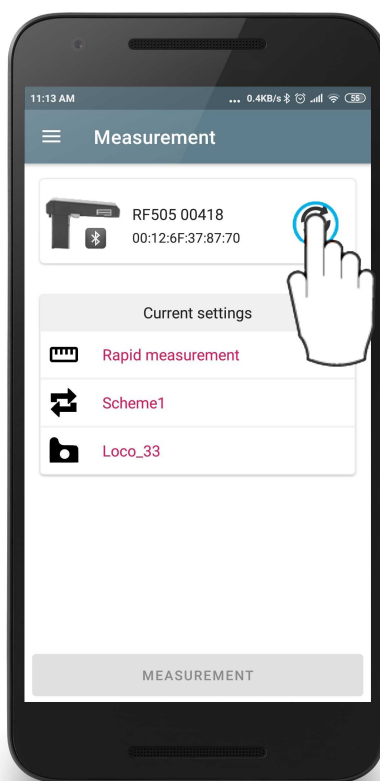 11:13 AM ... 0.4KB/s 55
Measurement
RF505 00418
00:12:6F:37:87:70
Current settings
Rapid measurement
Scheme1
Loco_33
MEASUREMENT